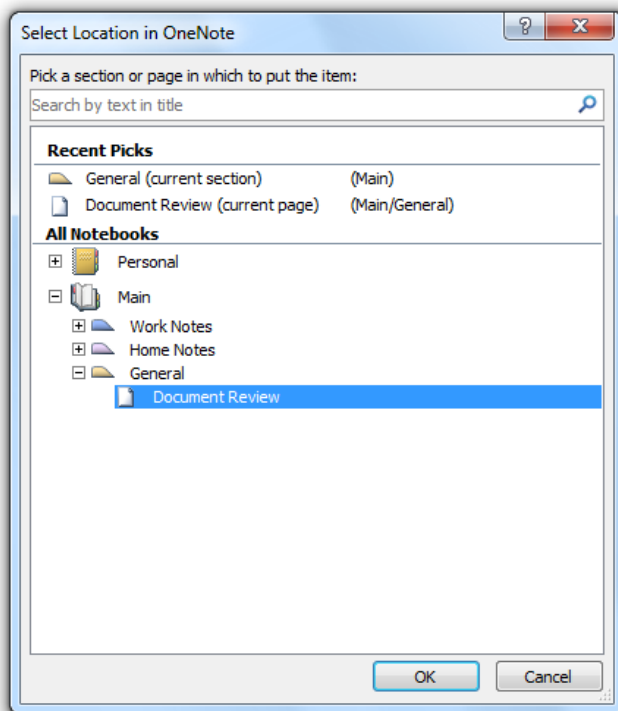 Select Location in OneNote
Pick a section or page in which to put the item:
Search by text in title
Recent Picks
General (current section) (Main)
Document Review (current page) (Main/General)
All Notebooks
Personal
Main
Work Notes
Home Notes
General
Document Review
OK Cancel